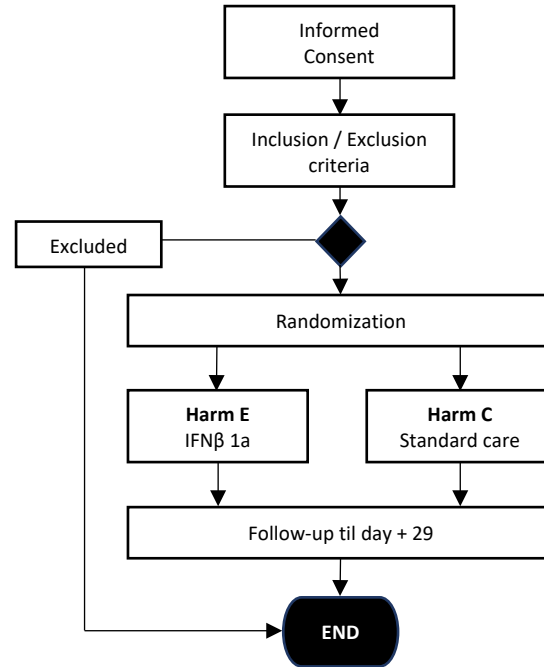 Informed
Consent
Inclusion / Exclusion
criteria
Excluded
Randomization
Harm E
IFNβ 1a
Harm C
Standard care
Follow-up til day + 29
END